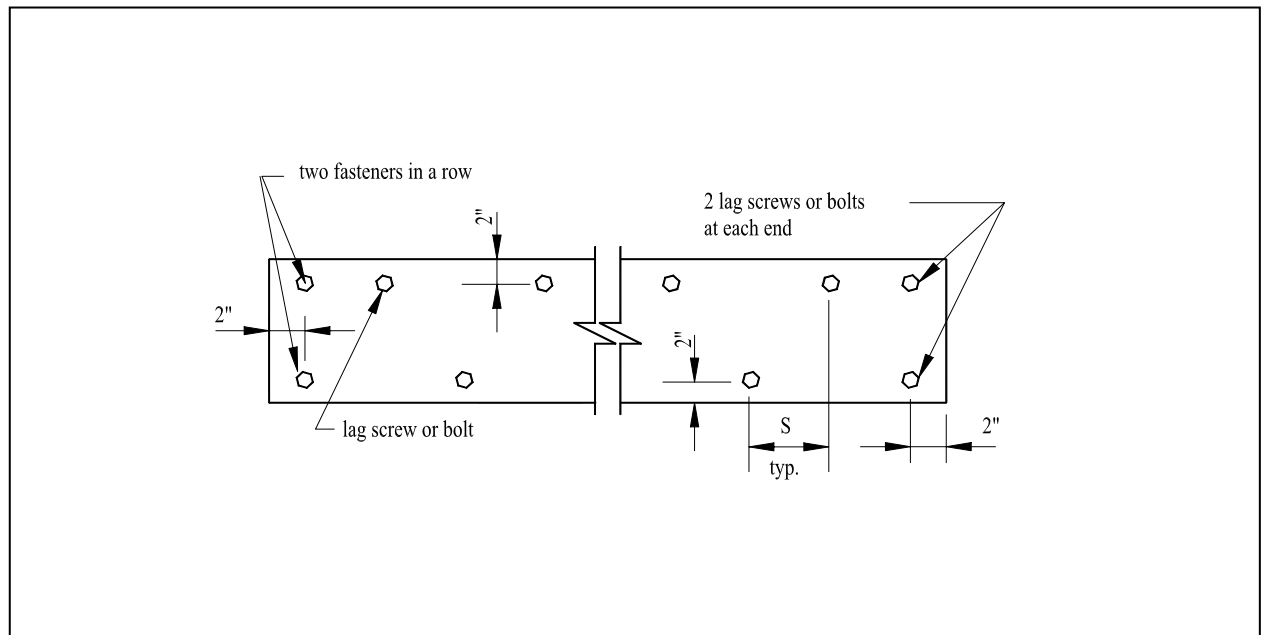 two fasteners in a row
2"
2 lag screws or bolts
at each end
2"
2"
lag screw or bolt
S
typ.
2"